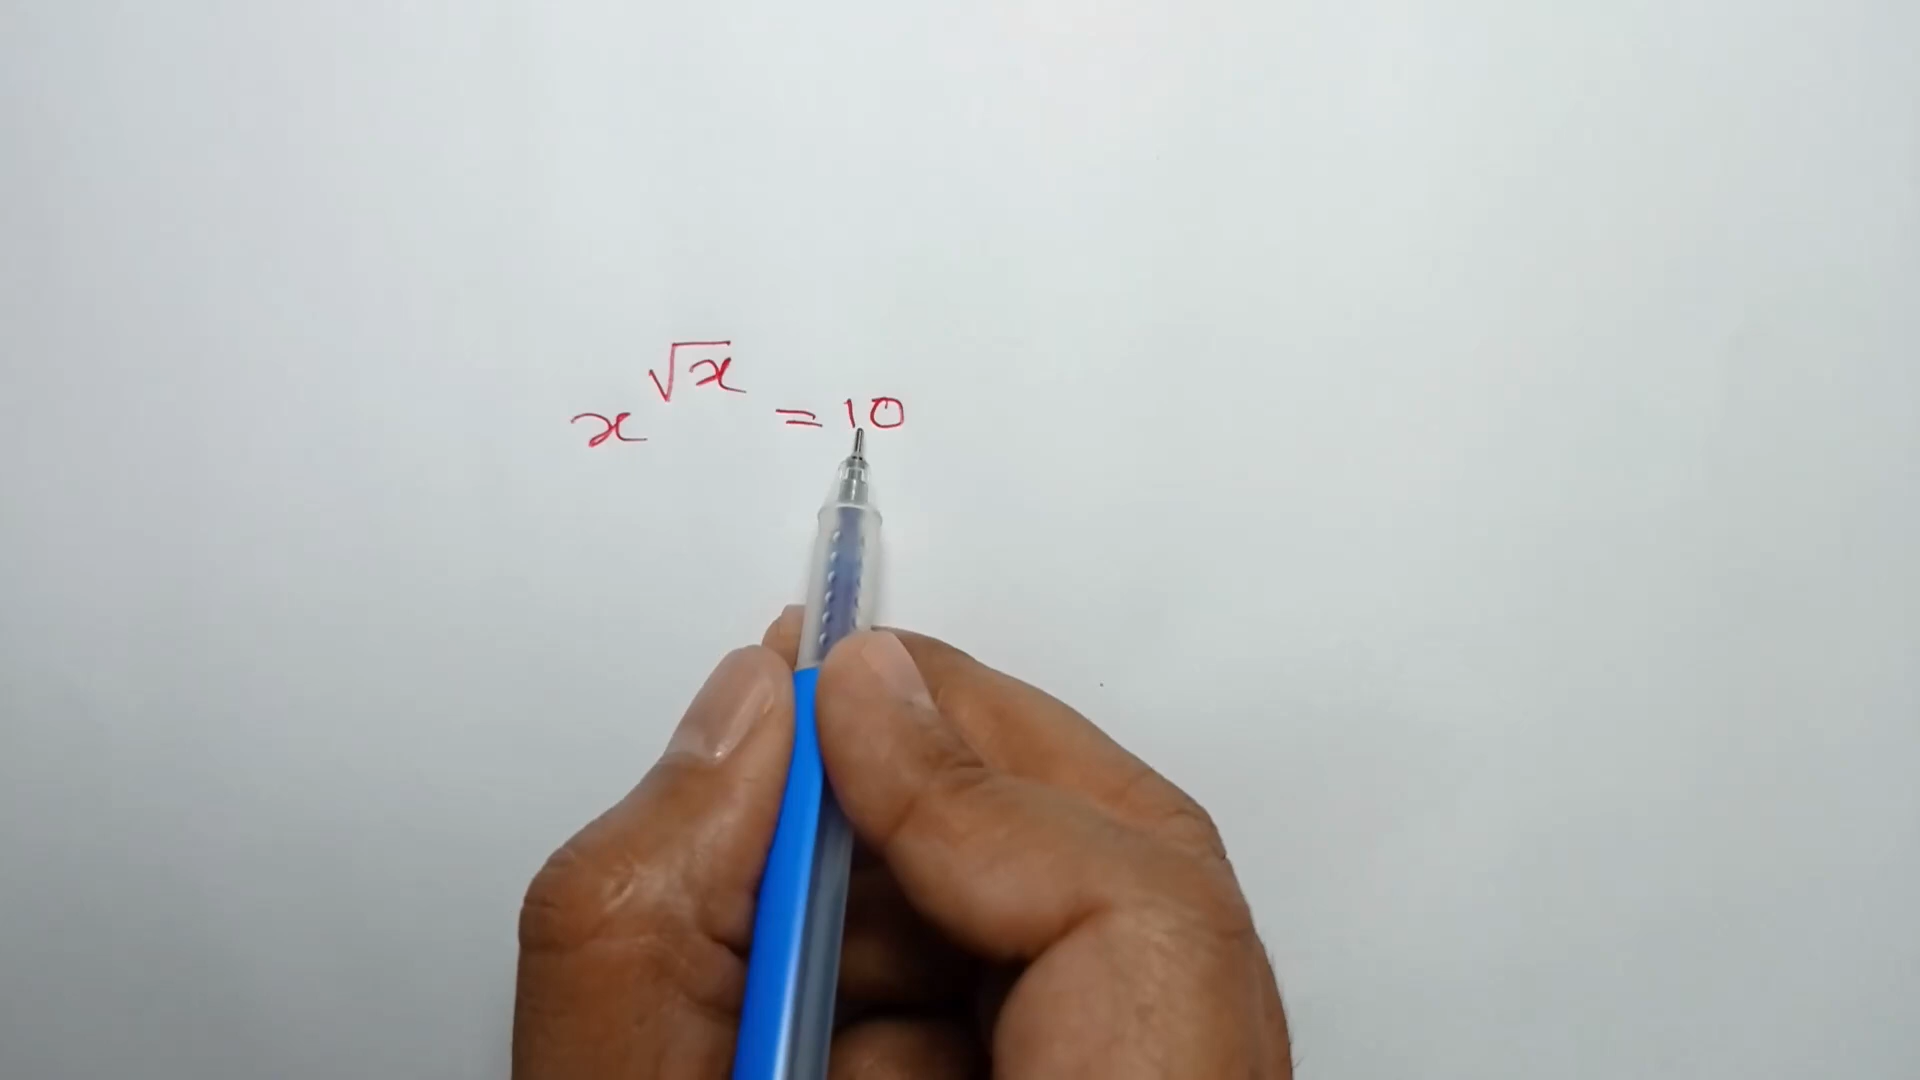 x^√x = 10